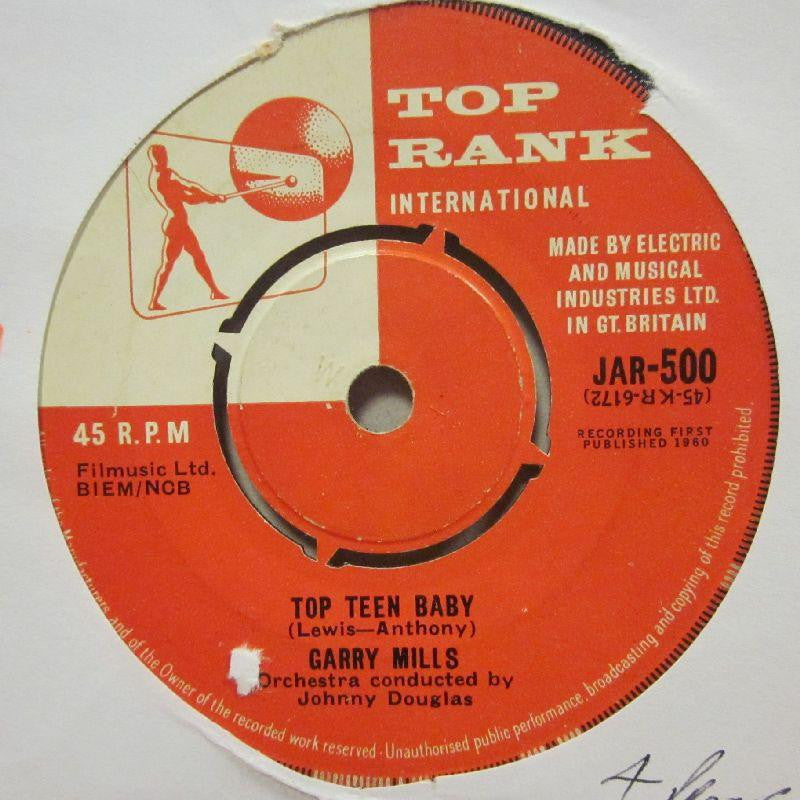 TOP
RANK
INTERNATIONAL
MADE BY ELECTRIC
AND MUSICAL
INDUSTRIES LTD.
IN GT. BRITAIN
JAR-500
(45-KR-6172)
RECORDING FIRST
PUBLISHED 1960
45 R.P.M
Filmusic Ltd.
BIEM/NCB
TOP TEEN BABY
(Lewis—Anthony)
GARRY MILLS
Orchestra conducted by
Johnny Douglas
Manufacturers and of the Owner of the recorded work reserved · Unauthorised public performance, broadcasting and copying of this record prohibited.